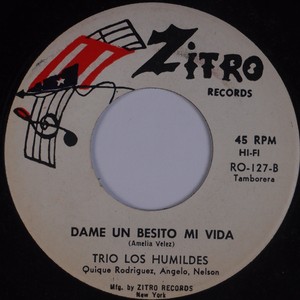 Zitro
RECORDS
45 RPM
HI-FI
RO-127-B
Tamborera
DAME UN BESITO MI VIDA
(Amelia Velez)
TRIO LOS HUMILDES
Quique Rodriguez, Angelo, Nelson
Mfg. by ZITRO RECORDS
New York